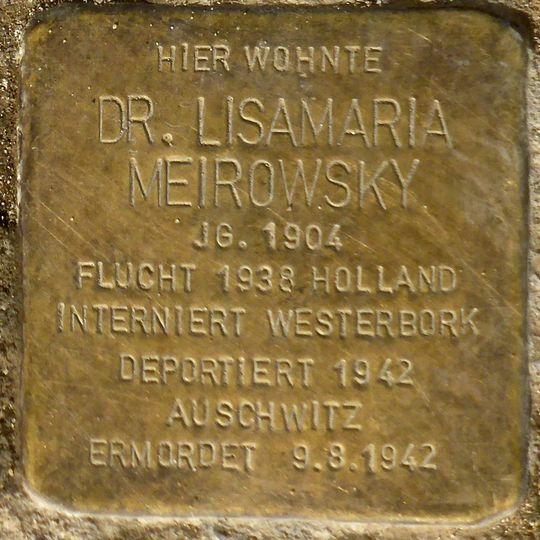 HIER WOHNTE
DR. LISAMARIA
MEIROWSKY
JG. 1904
FLUCHT 1938 HOLLAND
INTERNIERT WESTERBORK
DEPORTIERT 1942
AUSCHWITZ
ERMORDET 9.8.1942